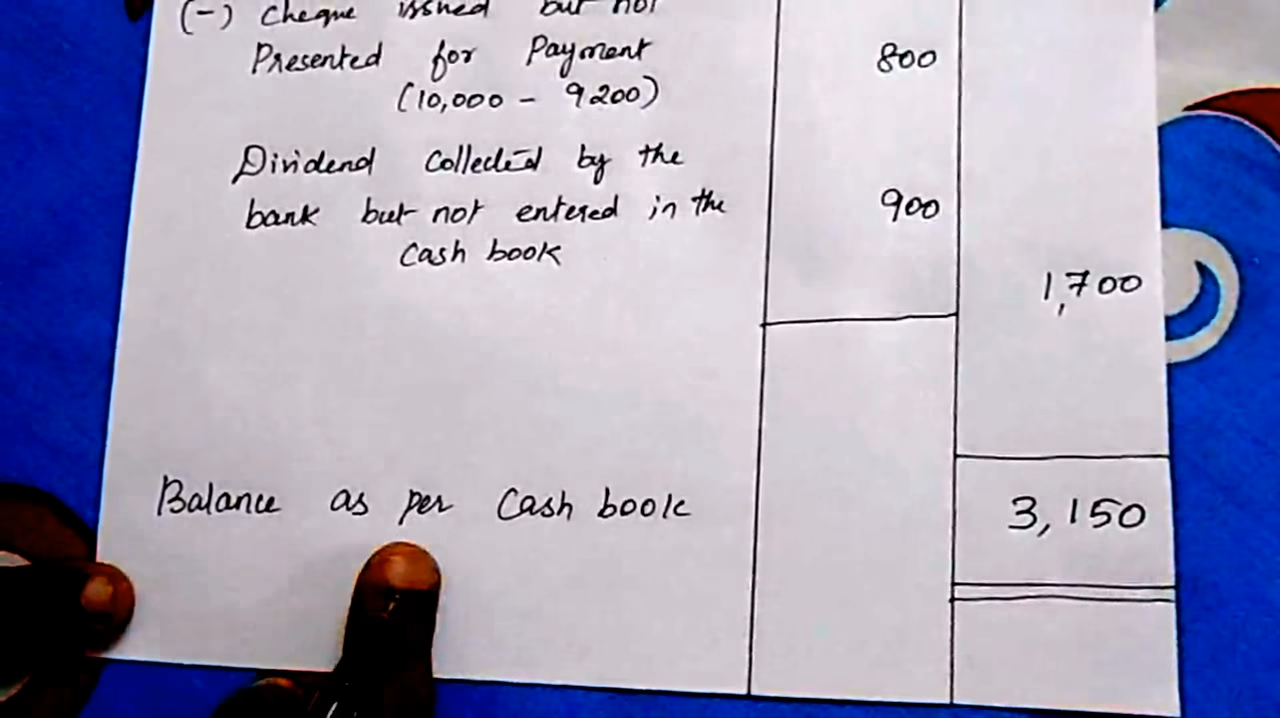 (-) Cheque issued but not
Presented for Payment 800
(10,000 - 9200)
Dividend Collected by the
bank but not entered in the 900
Cash book
1,700
Balance as per Cash book 3,150